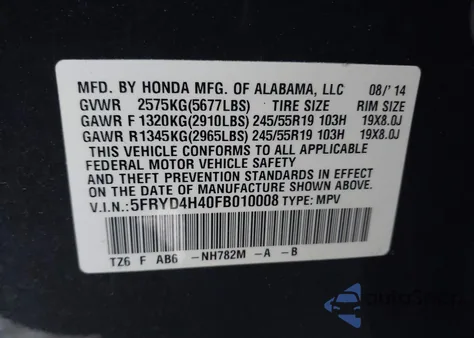 MFD. BY HONDA MFG. OF ALABAMA, LLC 08/'14
GVWR 2575KG(5677LBS) TIRE SIZE RIM SIZE
GAWR F 1320KG(2910LBS) 245/55R19 103H 19X8.0J
GAWR R 1345KG(2965LBS) 245/55R19 103H 19X8.0J
THIS VEHICLE CONFORMS TO ALL APPLICABLE
FEDERAL MOTOR VEHICLE SAFETY
AND THEFT PREVENTION STANDARDS IN EFFECT ON
THE DATE OF MANUFACTURE SHOWN ABOVE.
V.I.N.:5FRYD4H40FB010008 TYPE: MPV
TZ6 F AB6 -NH782M -A -B